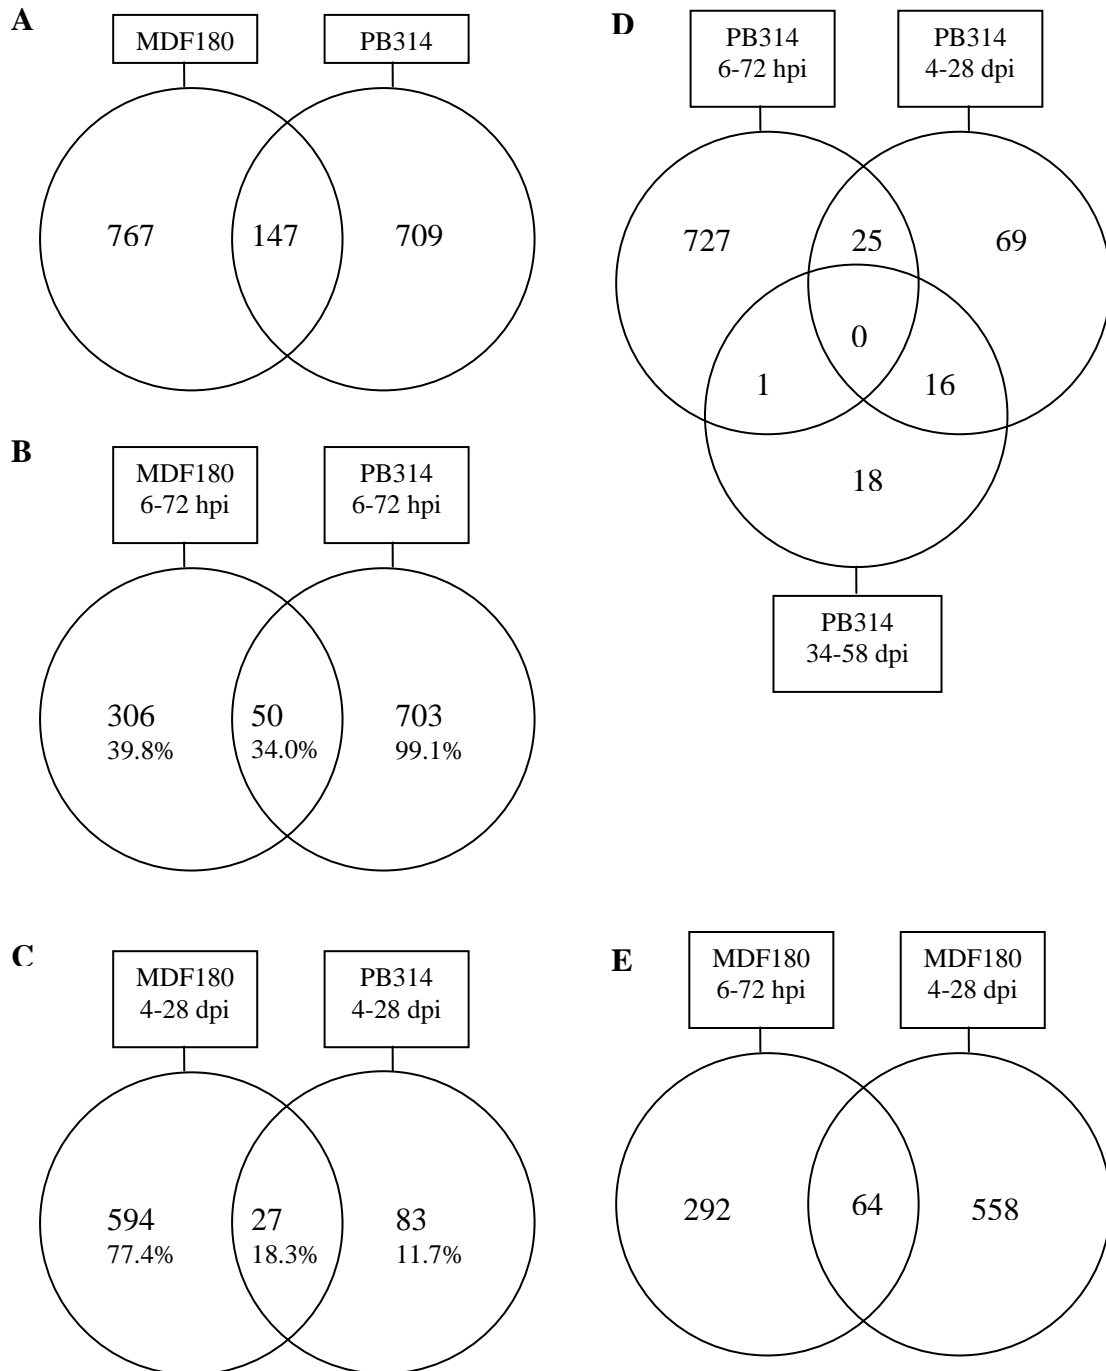 A
MDF180
PB314
767
147
709
B
MDF180
6-72 hpi
PB314
6-72 hpi
306
39.8%
50
34.0%
703
99.1%
C
MDF180
4-28 dpi
PB314
4-28 dpi
594
77.4%
27
18.3%
83
11.7%
D
PB314
6-72 hpi
PB314
4-28 dpi
727
25
69
0
1
16
18
PB314
34-58 dpi
E
MDF180
6-72 hpi
MDF180
4-28 dpi
292
64
558